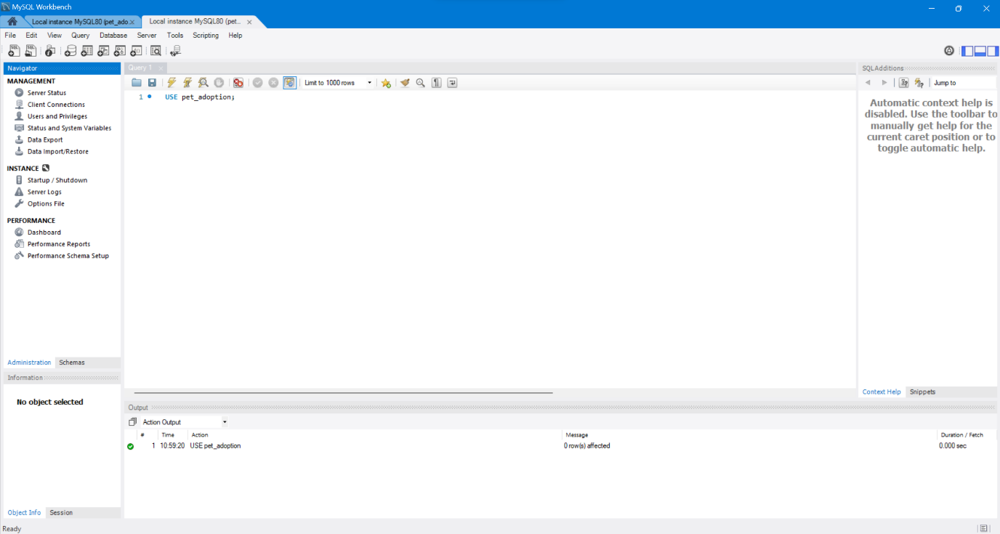 MySQL Workbench
Local instance MySQL80 (pet_ado.
Local instance MySQL80 (pet...
File Edit View Query Database Server Tools Scripting Help
Navigator
MANAGEMENT
Server Status
Client Connections
Users and Privileges
Status and System Variables
Data Export
Data Import/Restore
INSTANCE
Startup / Shutdown
Server Logs
Options File
PERFORMANCE
Dashboard
Performance Reports
Performance Schema Setup
Administration Schemas
Information
No object selected
Object Info Session
Query 1
Limit to 1000 rows
1 USE pet_adoption;
SQLAdditions
Jump to
Automatic context help is
disabled. Use the toolbar to
manually get help for the
current caret position or to
toggle automatic help.
Context Help Snippets
Output
Action Output
# Time Action Message Duration / Fetch
1 10:59:20 USE pet_adoption 0 row(s) affected 0.000 sec
Ready